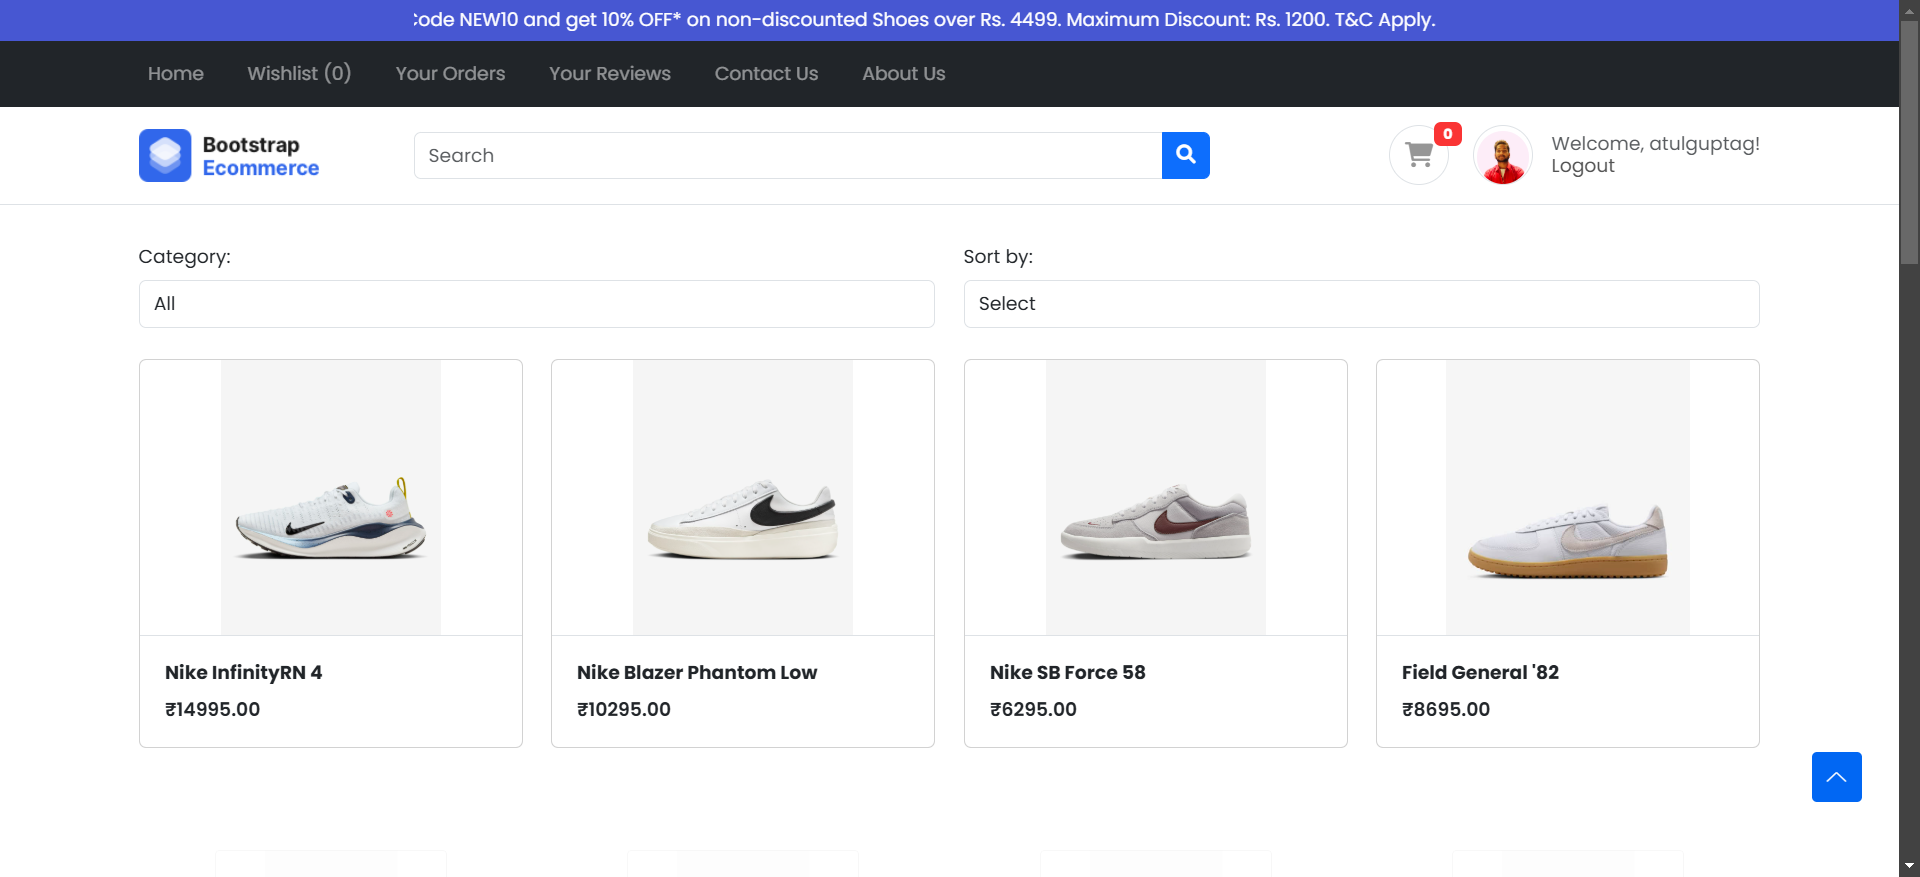 NEW10 and get 10% OFF* on non-discounted Shoes over Rs. 4499. Maximum Discount: Rs. 1200. T&C Apply.
Home Wishlist (0) Your Orders Your Reviews Contact Us About Us
Bootstrap
Ecommerce
Search
0
Welcome, atulguptag!
Logout
Category:
Sort by:
All
Select
Nike InfinityRN 4
₹14995.00
Nike Blazer Phantom Low
₹10295.00
Nike SB Force 58
₹6295.00
Field General '82
₹8695.00